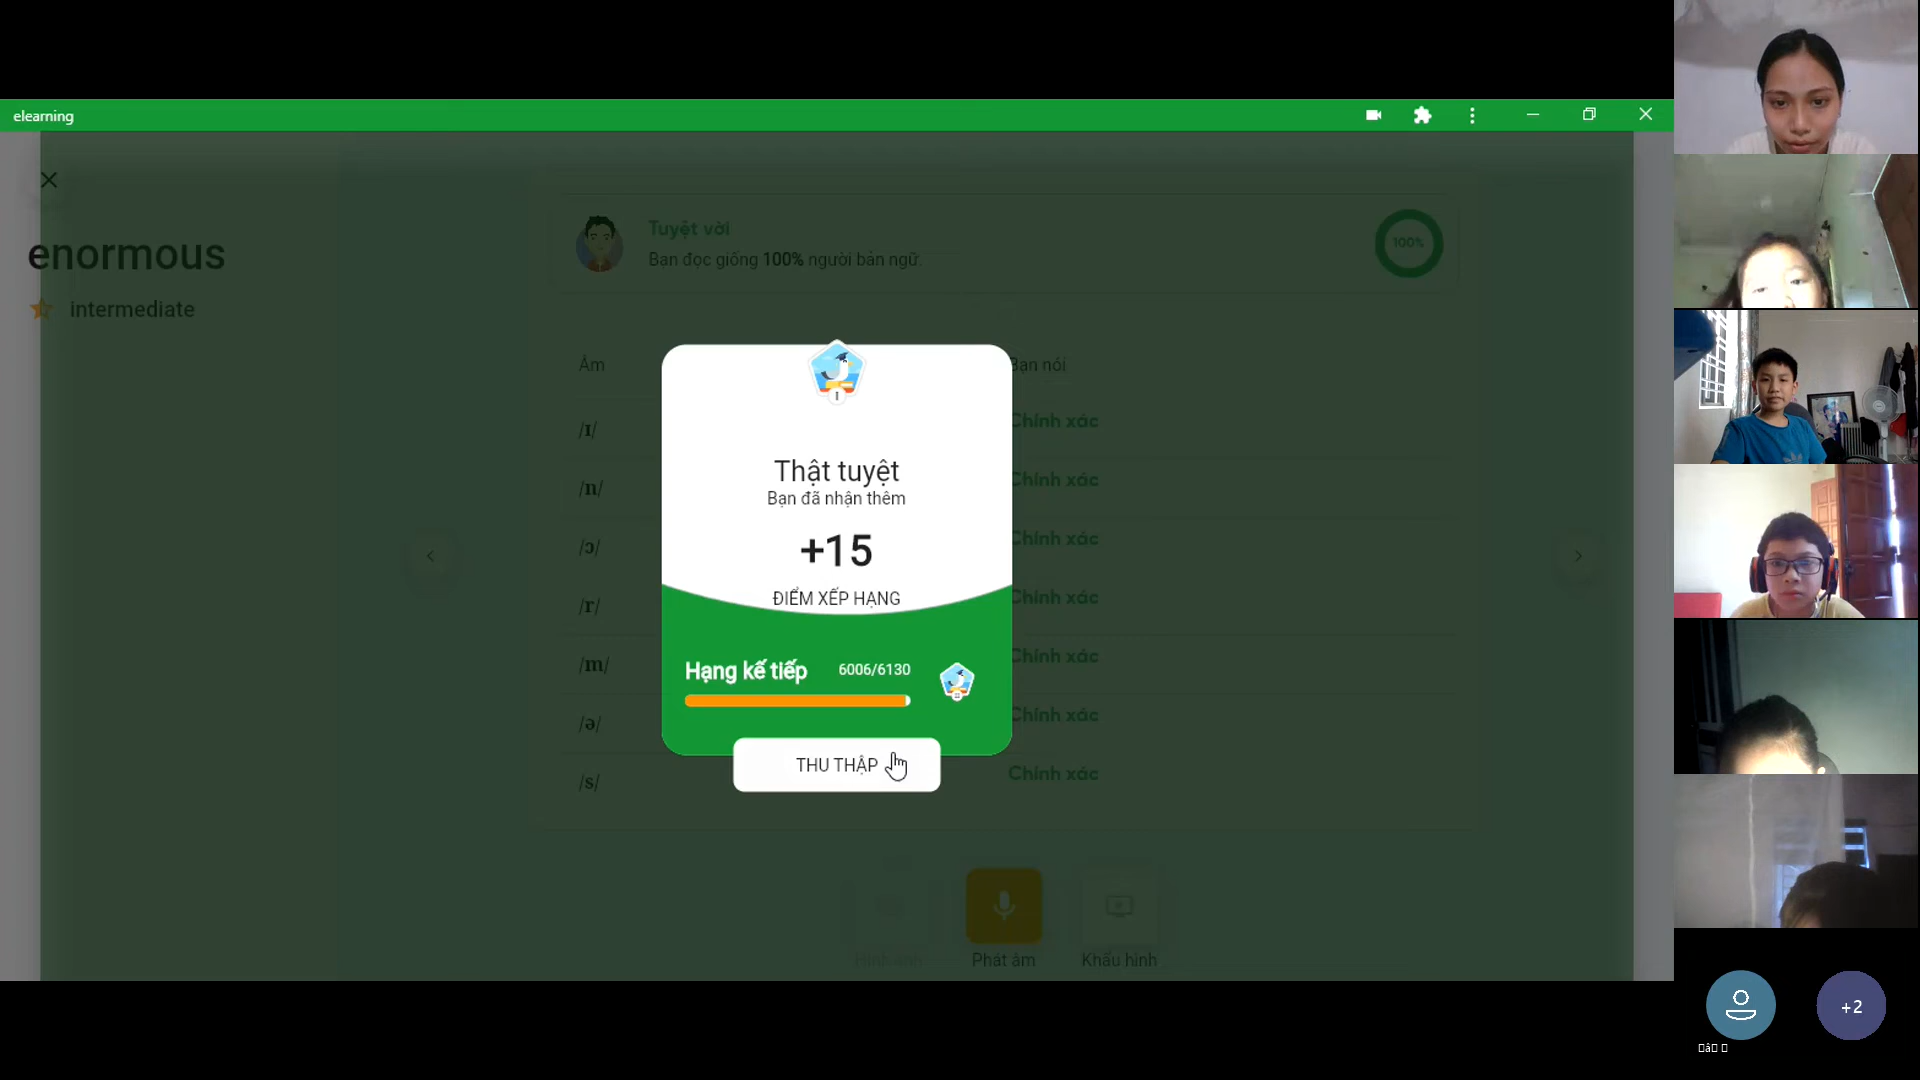 elearning
enormous
intermediate
Tuyệt vời
Bạn đọc giống 100% người bản ngữ.
100%
Âm
Bạn nói
/ɪ/
Chính xác
/n/
Chính xác
/ɔ/
Chính xác
/r/
Chính xác
/m/
Chính xác
/ə/
Chính xác
/s/
Chính xác
I
Thật tuyệt
Bạn đã nhận thêm
+15
ĐIỂM XẾP HẠNG
Hạng kế tiếp
6006/6130
THU THẬP
Hình ảnh
Phát âm
Khẩu hình
+2